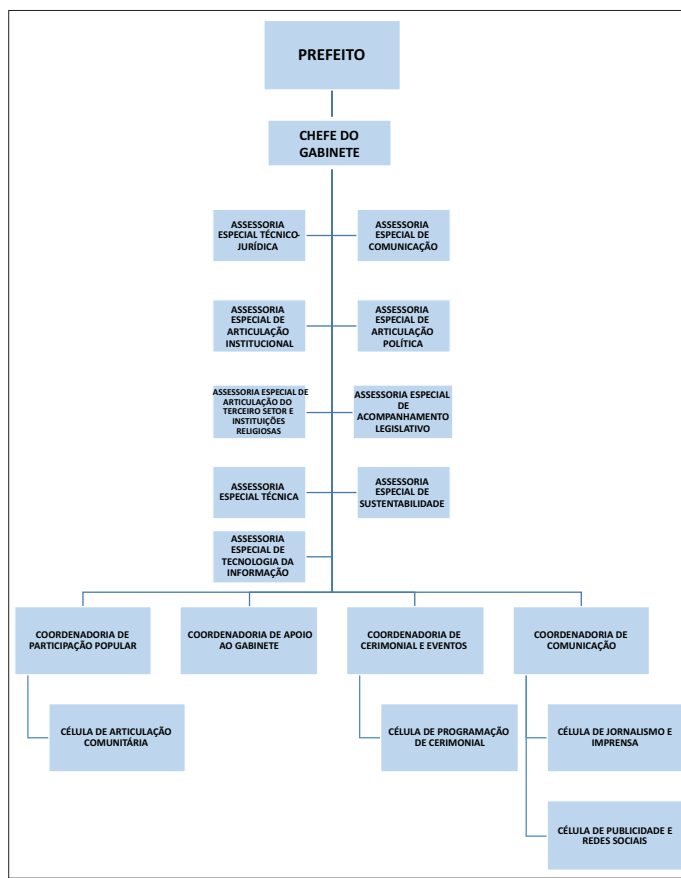 PREFEITO
CHEFE DO
GABINETE
ASSESSORIA
ESPECIAL TÉCNICO-
JURÍDICA
ASSESSORIA
ESPECIAL DE
COMUNICAÇÃO
ASSESSORIA
ESPECIAL DE
ARTICULAÇÃO
INSTITUCIONAL
ASSESSORIA
ESPECIAL DE
ARTICULAÇÃO
POLÍTICA
ASSESSORIA ESPECIAL DE
ARTICULAÇÃO DO
TERCEIRO SETOR E
INSTITUIÇÕES
RELIGIOSAS
ASSESSORIA ESPECIAL
DE
ACOMPANHAMENTO
LEGISLATIVO
ASSESSORIA
ESPECIAL TÉCNICA
ASSESSORIA
ESPECIAL DE
SUSTENTABILIDADE
ASSESSORIA
ESPECIAL DE
TECNOLOGIA DA
INFORMAÇÃO
COORDENADORIA DE
PARTICIPAÇÃO POPULAR
COORDENADORIA DE APOIO
AO GABINETE
COORDENADORIA DE
CERIMONIAL E EVENTOS
COORDENADORIA DE
COMUNICAÇÃO
CÉLULA DE ARTICULAÇÃO
COMUNITÁRIA
CÉLULA DE PROGRAMAÇÃO
DE CERIMONIAL
CÉLULA DE JORNALISMO E
IMPRENSA
CÉLULA DE PUBLICIDADE E
REDES SOCIAIS